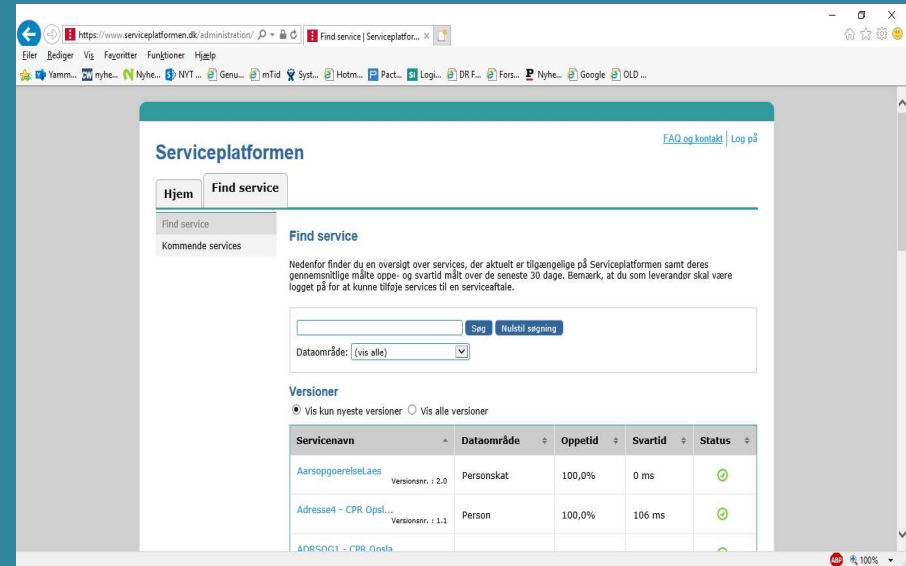 https://www.serviceplatformen.dk/administration/
Find service | Serviceplatfor...
Filer Rediger Vis Favoritter Funktioner Hjælp
Yamm... nyhe... Nyhe... NYT ... Genu... mTid Syst... Hotm... Pact... Logi... DR F... Fors... Nyhe... Google OLD ...
FAQ og kontakt | Log på
Serviceplatformen
Hjem Find service
Find service
Kommende services
Find service
Nedenfor finder du en oversigt over services, der aktuelt er tilgængelige på Serviceplatformen samt deres
gennemsnitlige målte oppe- og svartid målt over de seneste 30 dage. Bemærk, at du som leverandør skal være
logget på for at kunne tilføje services til en serviceaftale.
Søg Nulstil søgning
Dataområde: (vis alle)
Versioner
Vis kun nyeste versioner Vis alle versioner
Servicenavn Dataområde Oppetid Svartid Status
AarsopgoerelseLaes
Versionsnr. : 2.0 Personskat 100,0% 0 ms
Adresse4 - CPR Opsl...
Versionsnr. : 1.1 Person 100,0% 106 ms
ADRSOG1 - CPR Opsla...
ABP 100%